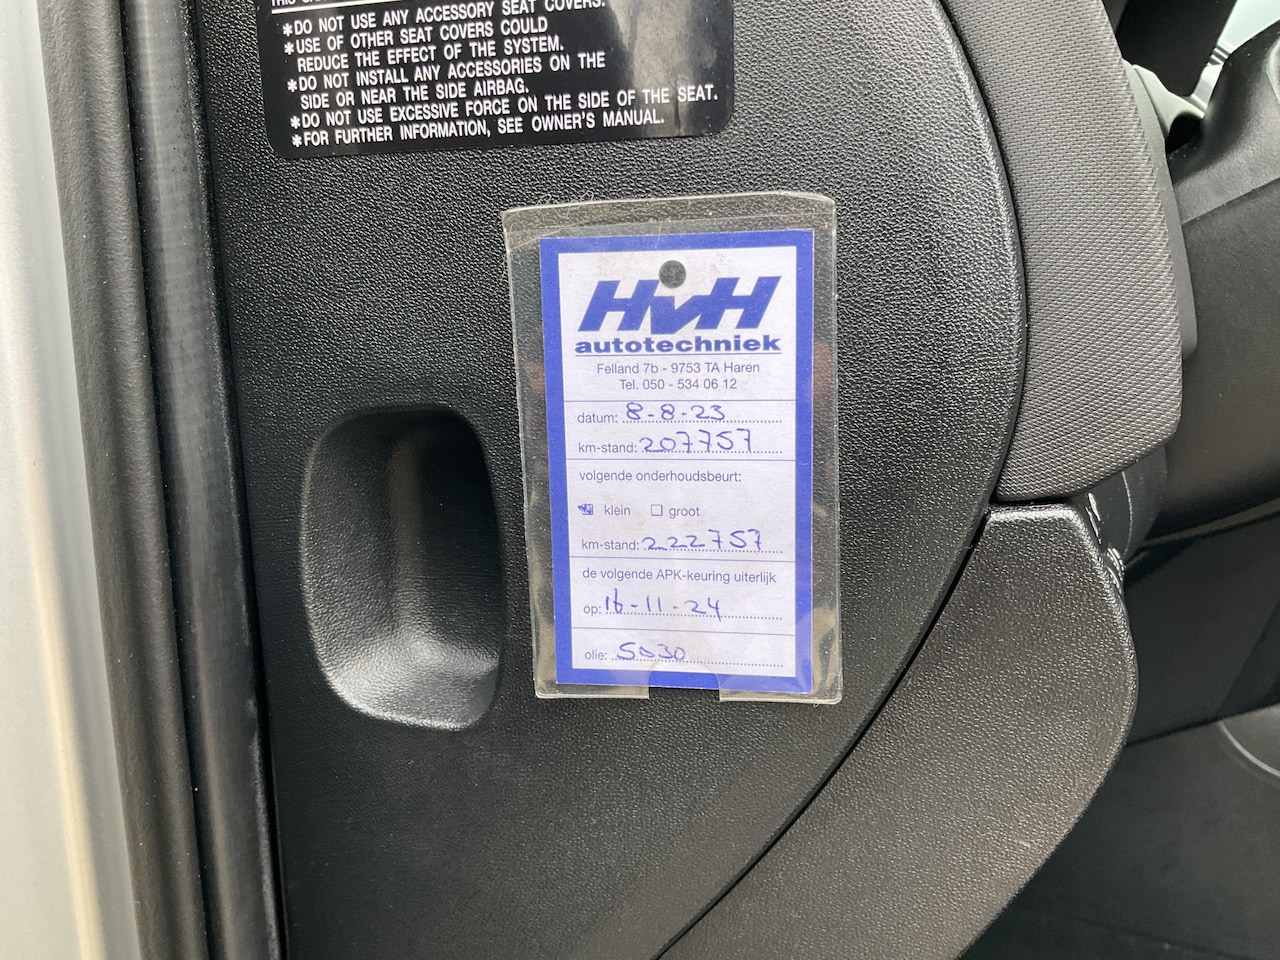 *DO NOT USE ANY ACCESSORY SEAT COVERS.
*USE OF OTHER SEAT COVERS COULD
REDUCE THE EFFECT OF THE SYSTEM.
*DO NOT INSTALL ANY ACCESSORIES ON THE
SIDE OR NEAR THE SIDE AIRBAG.
*DO NOT USE EXCESSIVE FORCE ON THE SIDE OF THE SEAT.
*FOR FURTHER INFORMATION, SEE OWNER'S MANUAL.
HvH
autotechniek
Felland 7b - 9753 TA Haren
Tel. 050 - 534 06 12
datum: 8-8-23
km-stand: 207757
volgende onderhoudsbeurt:
klein groot
km-stand: 222757
de volgende APK-keuring uiterlijk
op: 16-11-24
olie: 5W30